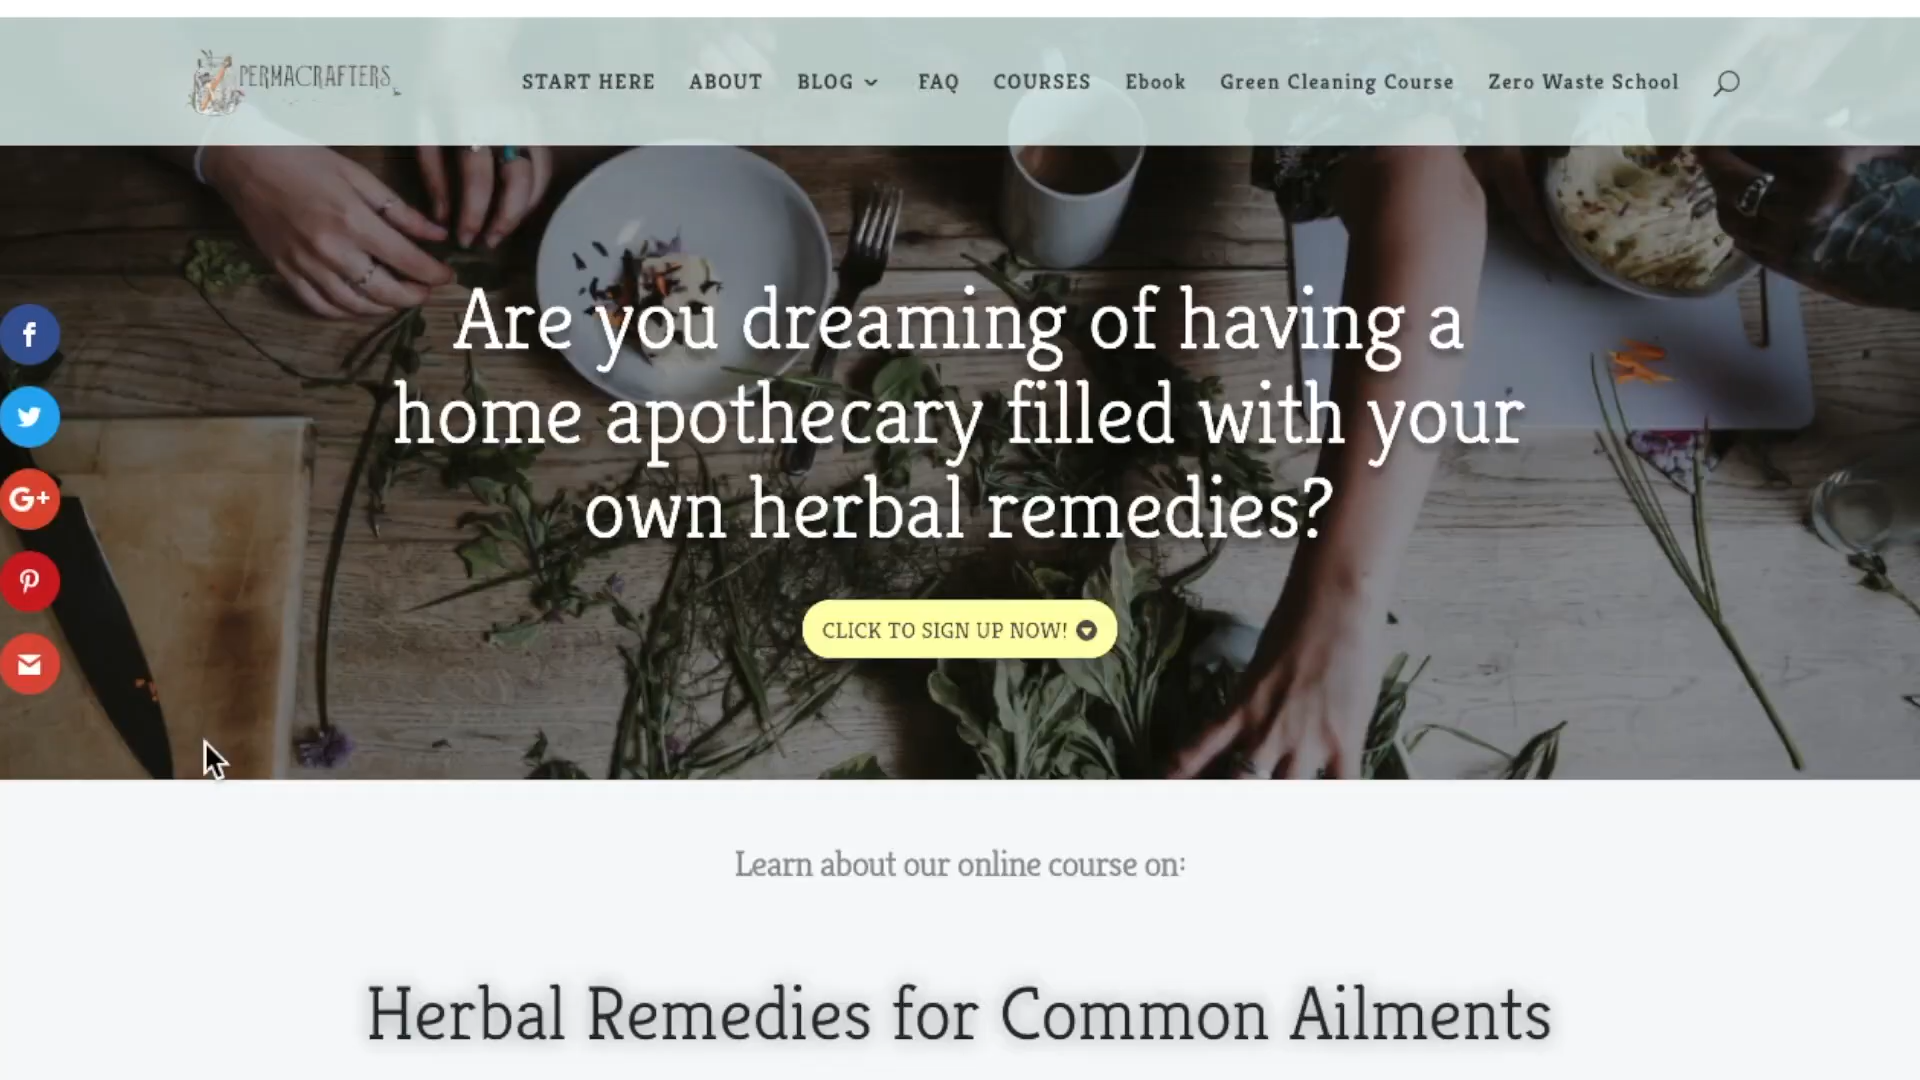 PERMACRAFTERS
START HERE
ABOUT
BLOG
FAQ
COURSES
Ebook
Green Cleaning Course
Zero Waste School
f
G+
Are you dreaming of having a
home apothecary filled with your
own herbal remedies?
CLICK TO SIGN UP NOW!
Learn about our online course on:
Herbal Remedies for Common Ailments